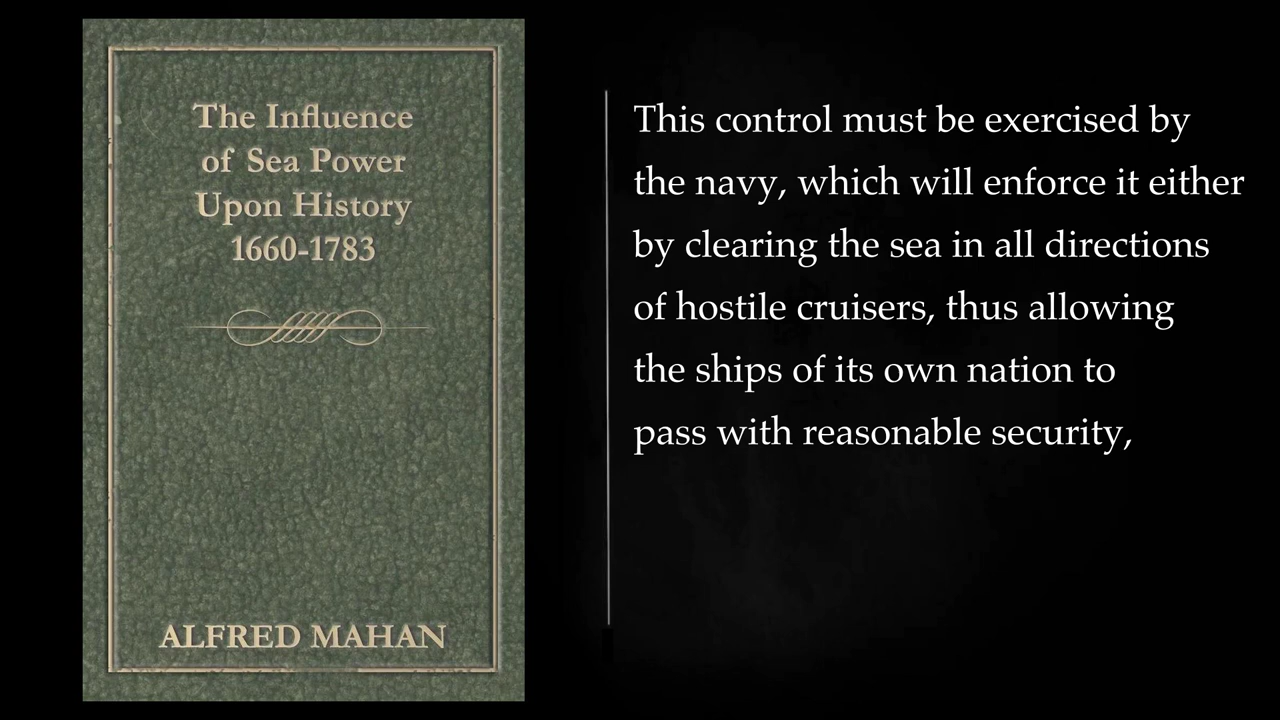 The Influence
of Sea Power
Upon History
1660-1783
ALFRED MAHAN
This control must be exercised by
the navy, which will enforce it either
by clearing the sea in all directions
of hostile cruisers, thus allowing
the ships of its own nation to
pass with reasonable security,